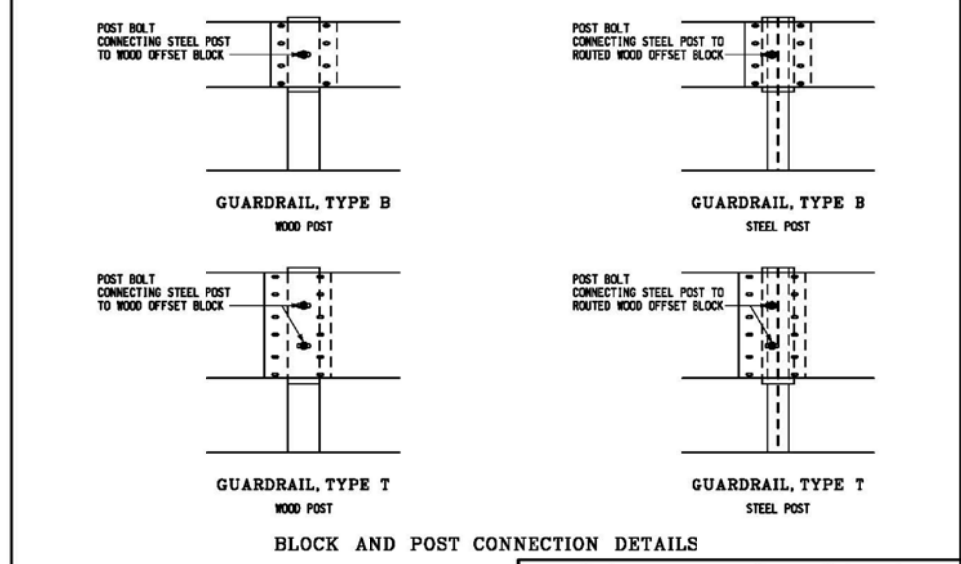 POST BOLT
CONNECTING STEEL POST
TO WOOD OFFSET BLOCK
GUARDRAIL, TYPE B
WOOD POST
POST BOLT
CONNECTING STEEL POST TO
ROUTED WOOD OFFSET BLOCK
GUARDRAIL, TYPE B
STEEL POST
POST BOLT
CONNECTING STEEL POST
TO WOOD OFFSET BLOCK
GUARDRAIL, TYPE T
WOOD POST
POST BOLT
CONNECTING STEEL POST TO
ROUTED WOOD OFFSET BLOCK
GUARDRAIL, TYPE T
STEEL POST
BLOCK AND POST CONNECTION DETAILS